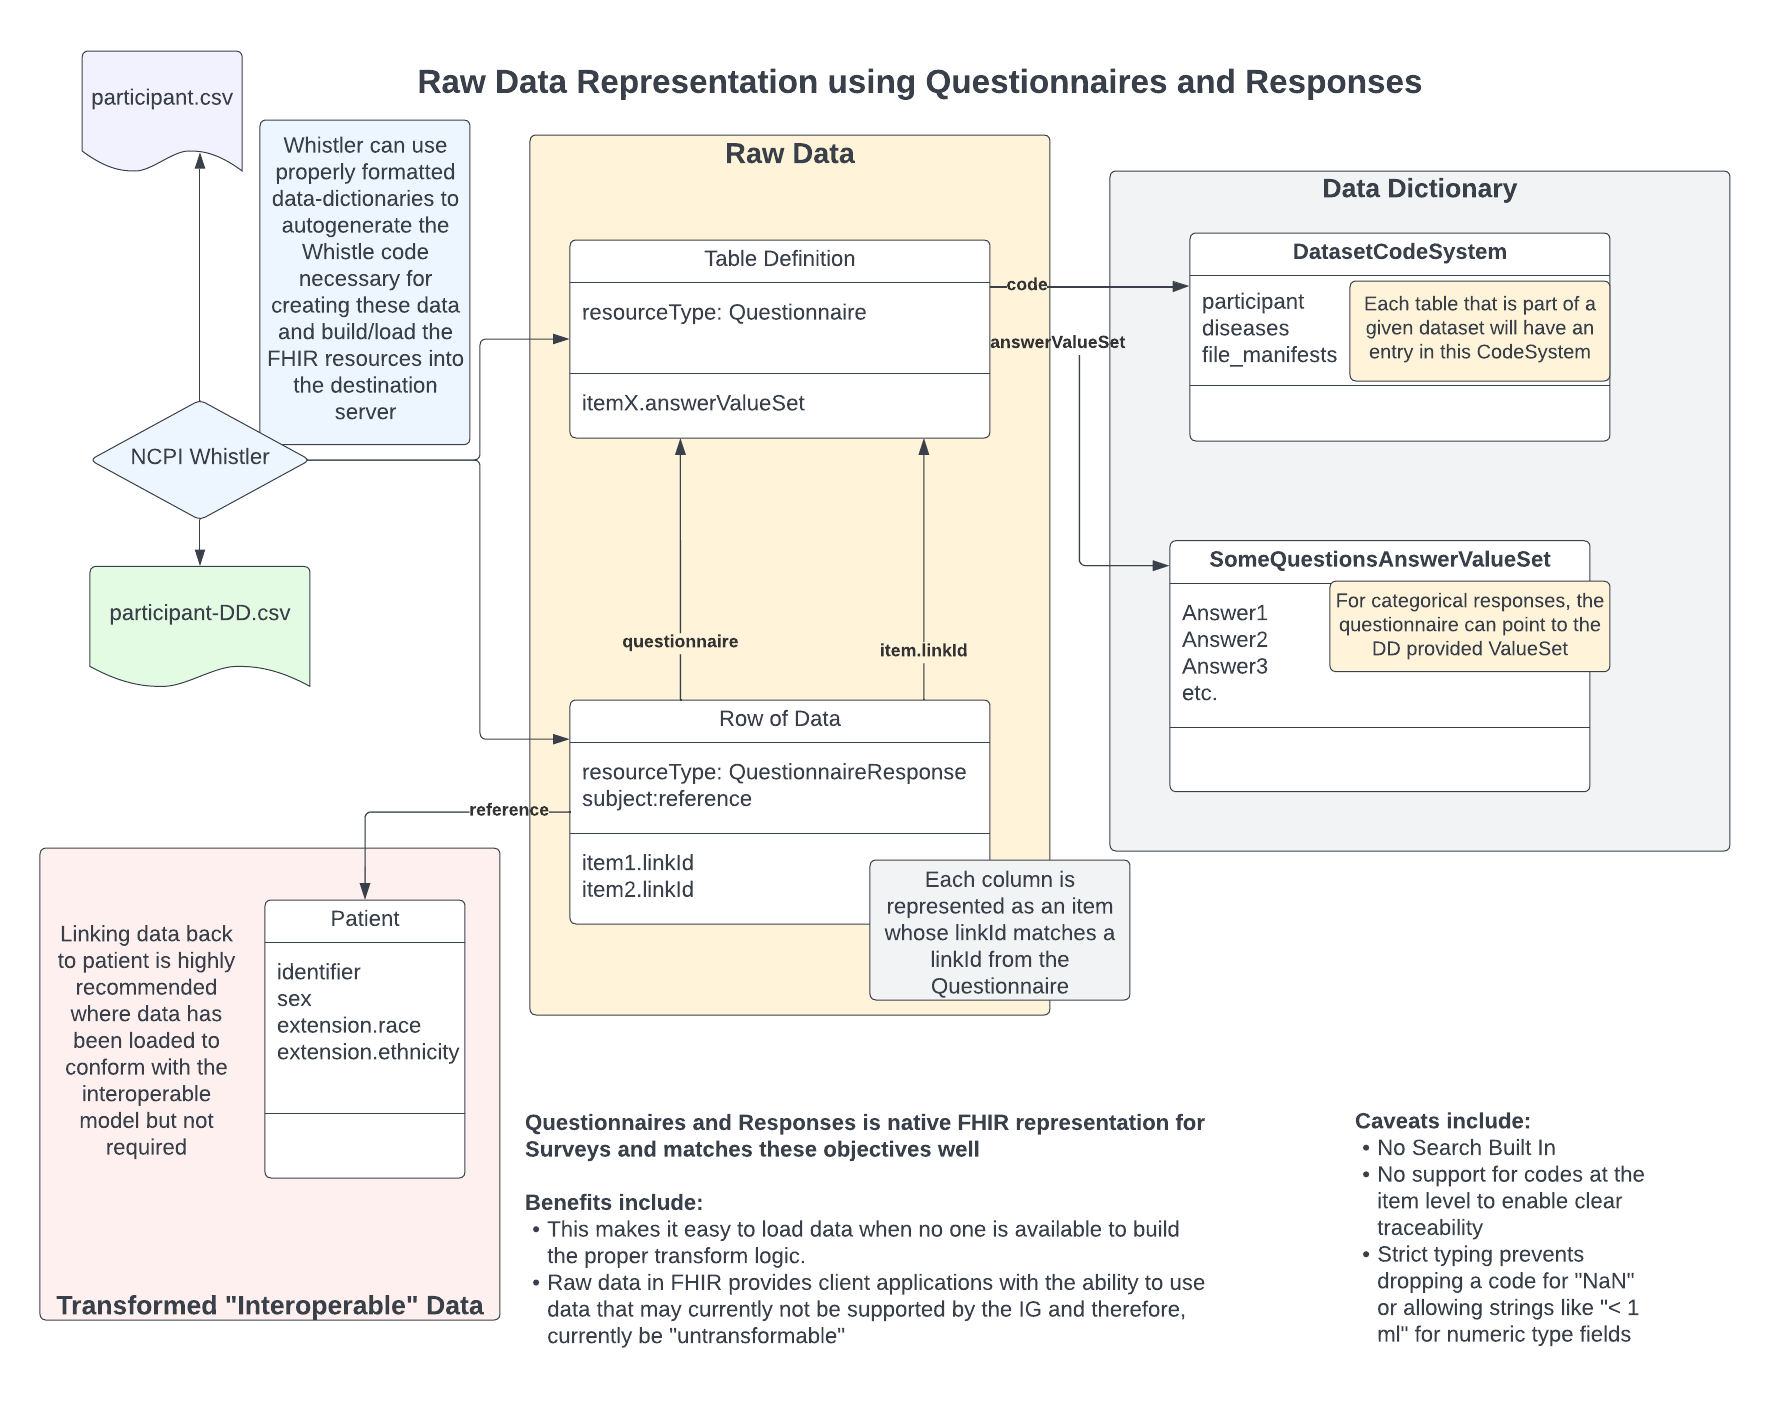 Raw Data Representation using Questionnaires and Responses
participant.csv
Whistler can use
properly formatted
data-dictionaries to
autogenerate the
Whistle code
necessary for
creating these data
and build/load the
FHIR resources into
the destination
server
NCPI Whistler
participant-DD.csv
Raw Data
Table Definition
resourceType: Questionnaire
itemX.answerValueSet
code
answerValueSet
questionnaire
item.linkId
Row of Data
resourceType: QuestionnaireResponse
subject:reference
item1.linkId
item2.linkId
Each column is
represented as an item
whose linkId matches a
linkId from the
Questionnaire
reference
Data Dictionary
DatasetCodeSystem
participant
diseases
file_manifests
Each table that is part of a
given dataset will have an
entry in this CodeSystem
SomeQuestionsAnswerValueSet
Answer1
Answer2
Answer3
etc.
For categorical responses, the
questionnaire can point to the
DD provided ValueSet
Linking data back
to patient is highly
recommended
where data has
been loaded to
conform with the
interoperable
model but not
required
Patient
identifier
sex
extension.race
extension.ethnicity
Transformed "Interoperable" Data
Questionnaires and Responses is native FHIR representation for
Surveys and matches these objectives well
Benefits include:
• This makes it easy to load data when no one is available to build
the proper transform logic.
• Raw data in FHIR provides client applications with the ability to use
data that may currently not be supported by the IG and therefore,
currently be "untransformable"
Caveats include:
• No Search Built In
• No support for codes at the
item level to enable clear
traceability
• Strict typing prevents
dropping a code for "NaN"
or allowing strings like "< 1
ml" for numeric type fields